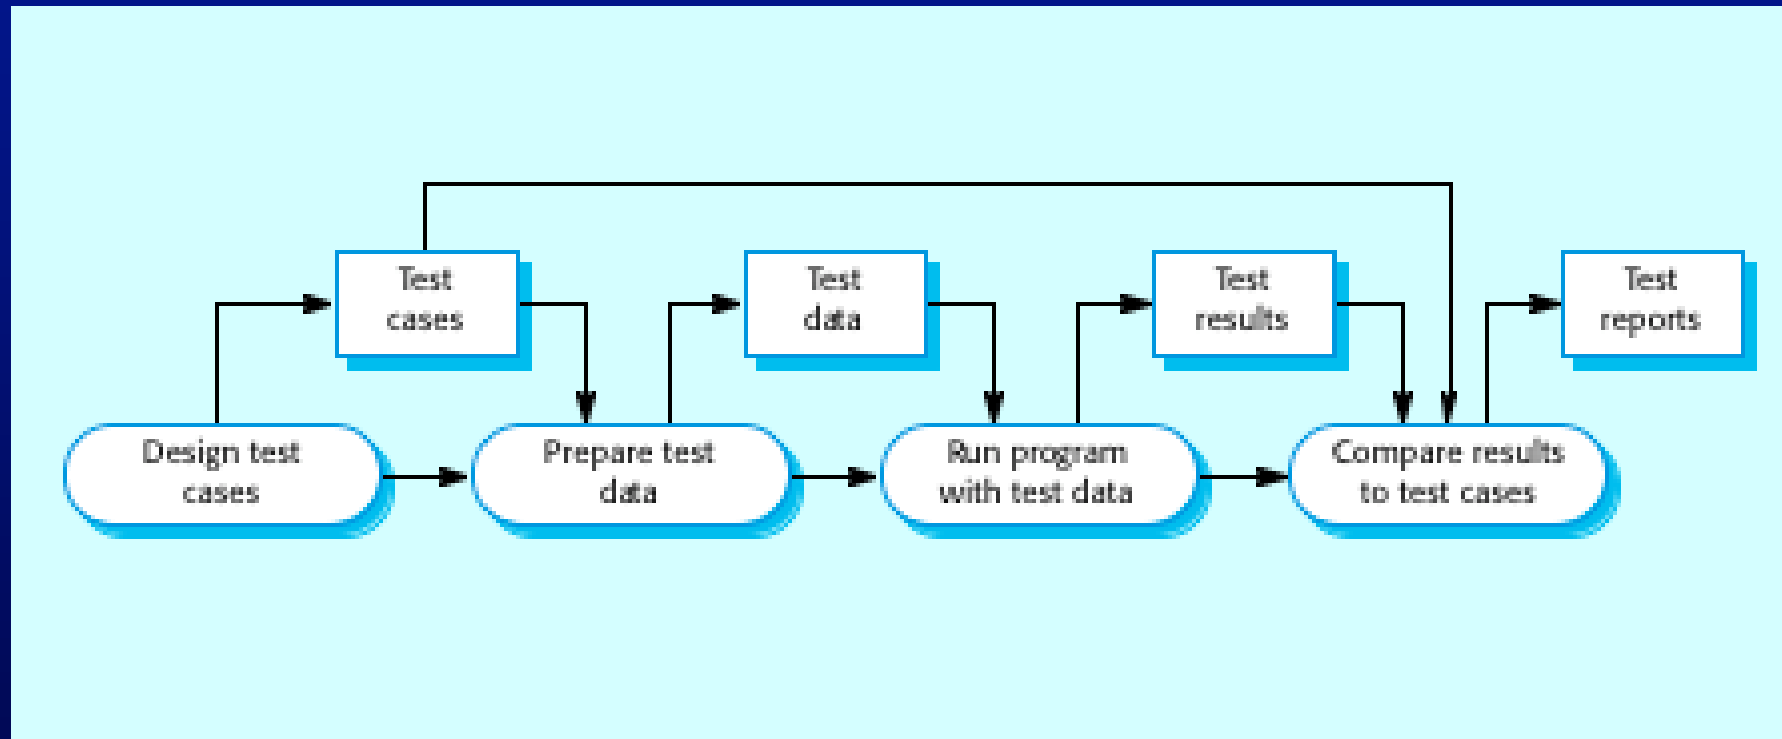 Test
cases
Test
data
Test
results
Test
reports
Design test
cases
Prepare test
data
Run program
with test data
Compare results
to test cases